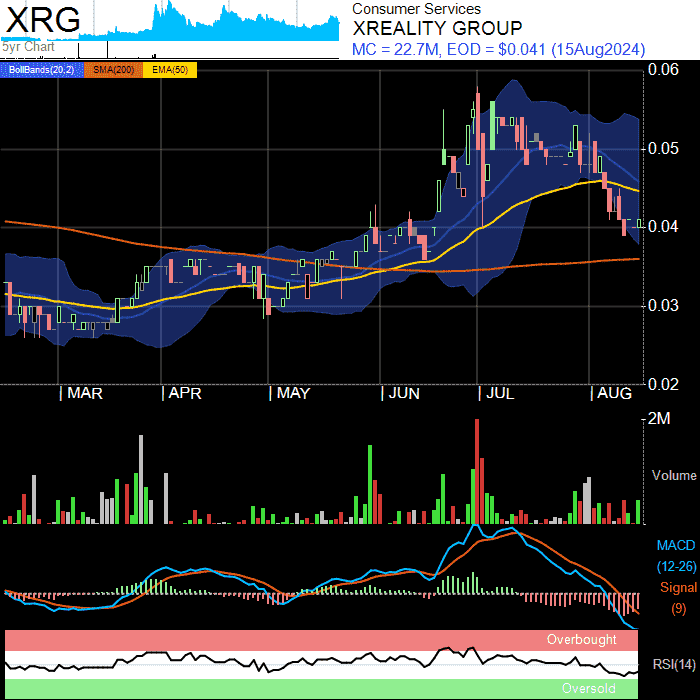 XRG
5yr Chart
Consumer Services
XREALITY GROUP
MC = 22.7M, EOD = $0.041 (15Aug2024)
BollBands(20,2) SMA(200) EMA(50)
0.06
0.05
0.04
0.03
0.02
MAR APR MAY JUN JUL AUG
2M
Volume
MACD
(12-26)
Signal
(9)
Overbought
RSI(14)
Oversold